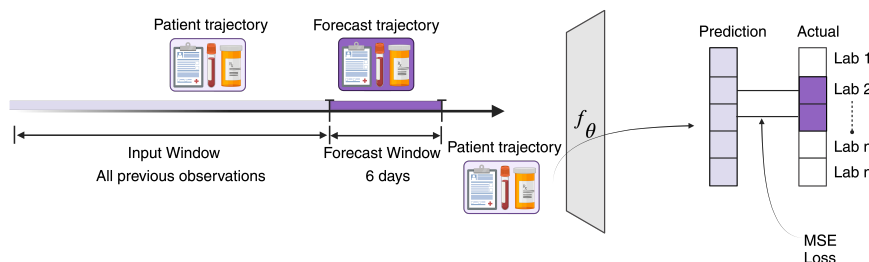 Patient trajectory
Forecast trajectory
Input Window
All previous observations
Forecast Window
6 days
Patient trajectory
f θ
Prediction
Actual
Lab 1
Lab 2
Lab n
Lab n
MSE
Loss